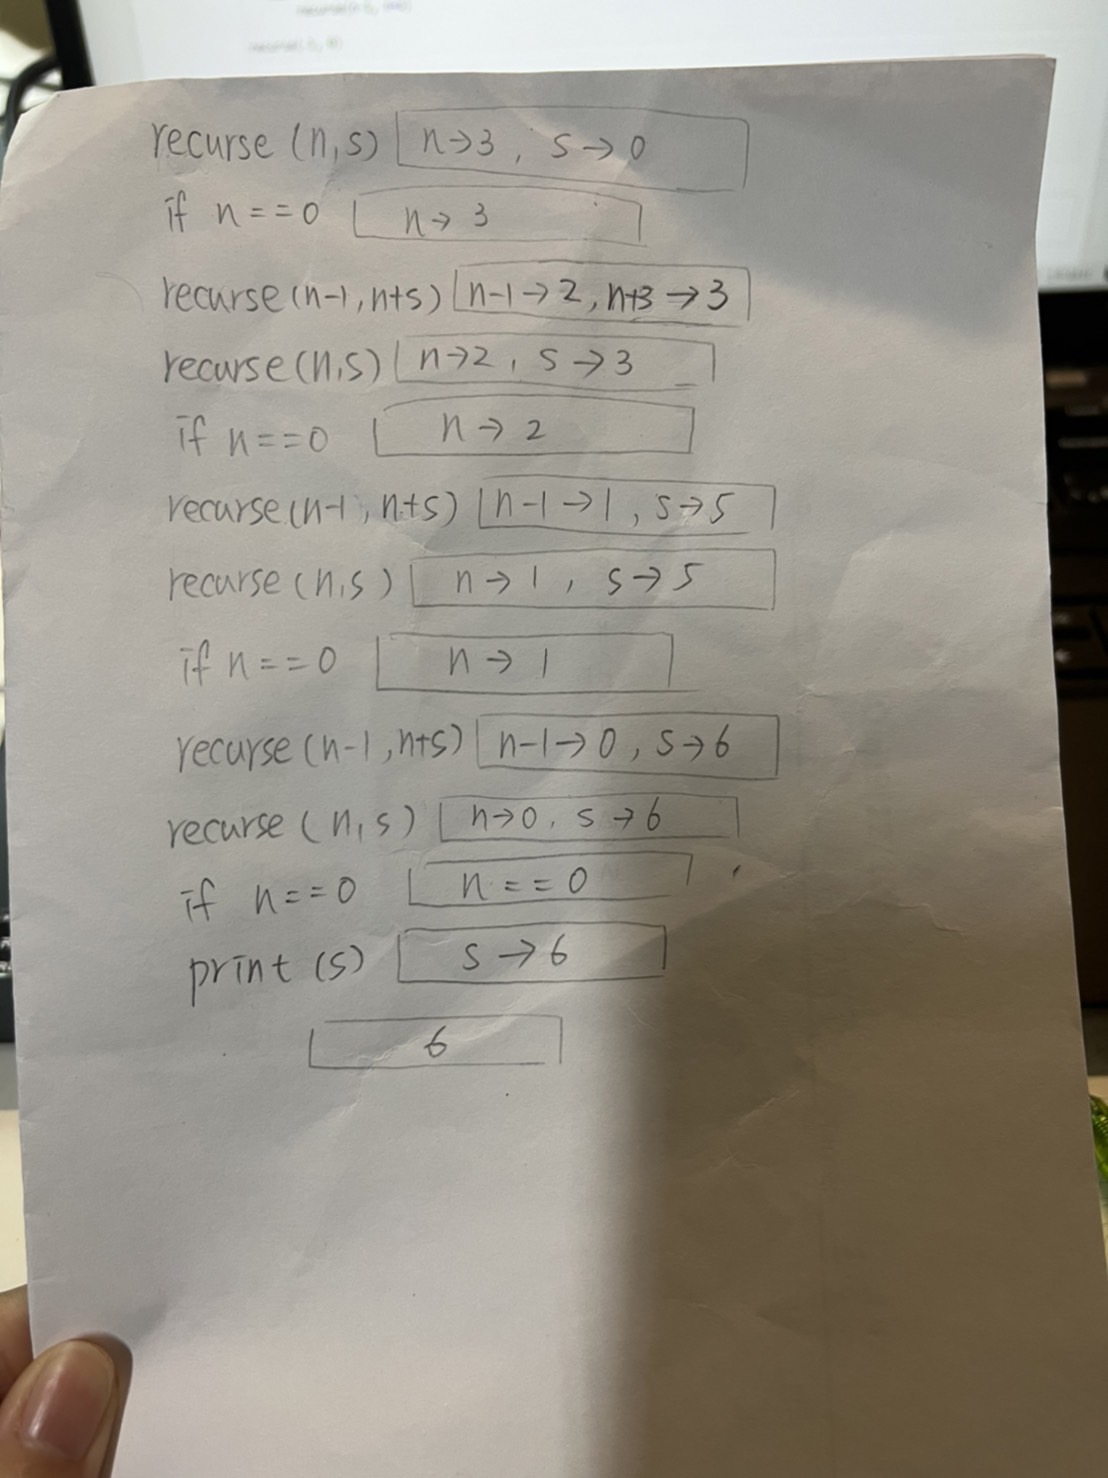 recurse (n,s) n→3, s→0
if n==0 n→3
recurse(n-1,n+s) n-1→2,n+3→3
recurse(n,s) n→2, s→3
if n==0 n→2
recurse(n-1,n+s) n-1→1, s→5
recurse(n,s) n→1, s→5
if n==0 n→1
recurse(n-1,n+s) n-1→0, s→6
recurse(n,s) n→0, s→6
if n==0 n==0
print (s) s→6
6